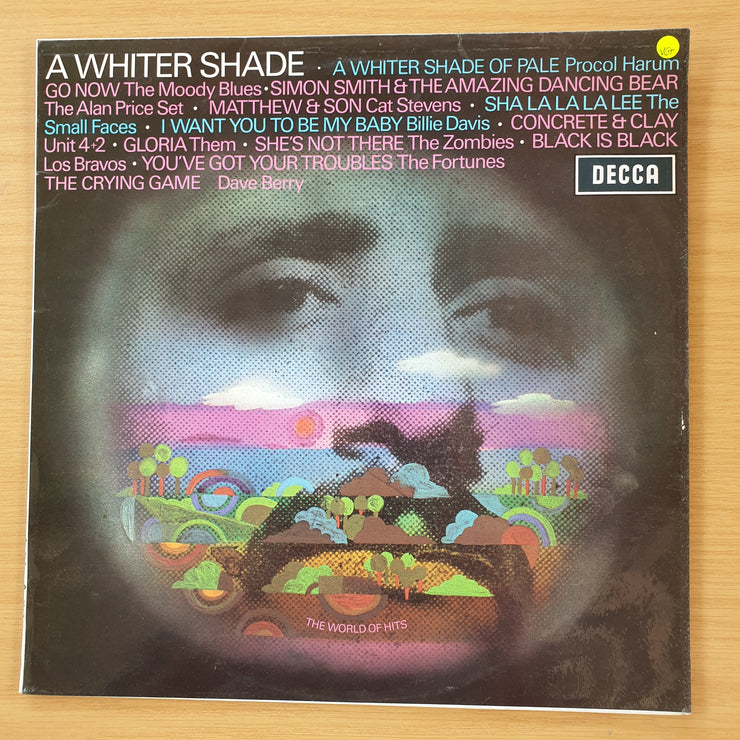 A WHITER SHADE · A WHITER SHADE OF PALE Procol Harum
GO NOW The Moody Blues · SIMON SMITH & THE AMAZING DANCING BEAR
The Alan Price Set · MATTHEW & SON Cat Stevens · SHA LA LA LA LEE The
Small Faces · I WANT YOU TO BE MY BABY Billie Davis · CONCRETE & CLAY
Unit 4+2 · GLORIA Them · SHE'S NOT THERE The Zombies · BLACK IS BLACK
Los Bravos · YOU'VE GOT YOUR TROUBLES The Fortunes
THE CRYING GAME Dave Berry
DECCA
THE WORLD OF HITS
VG+